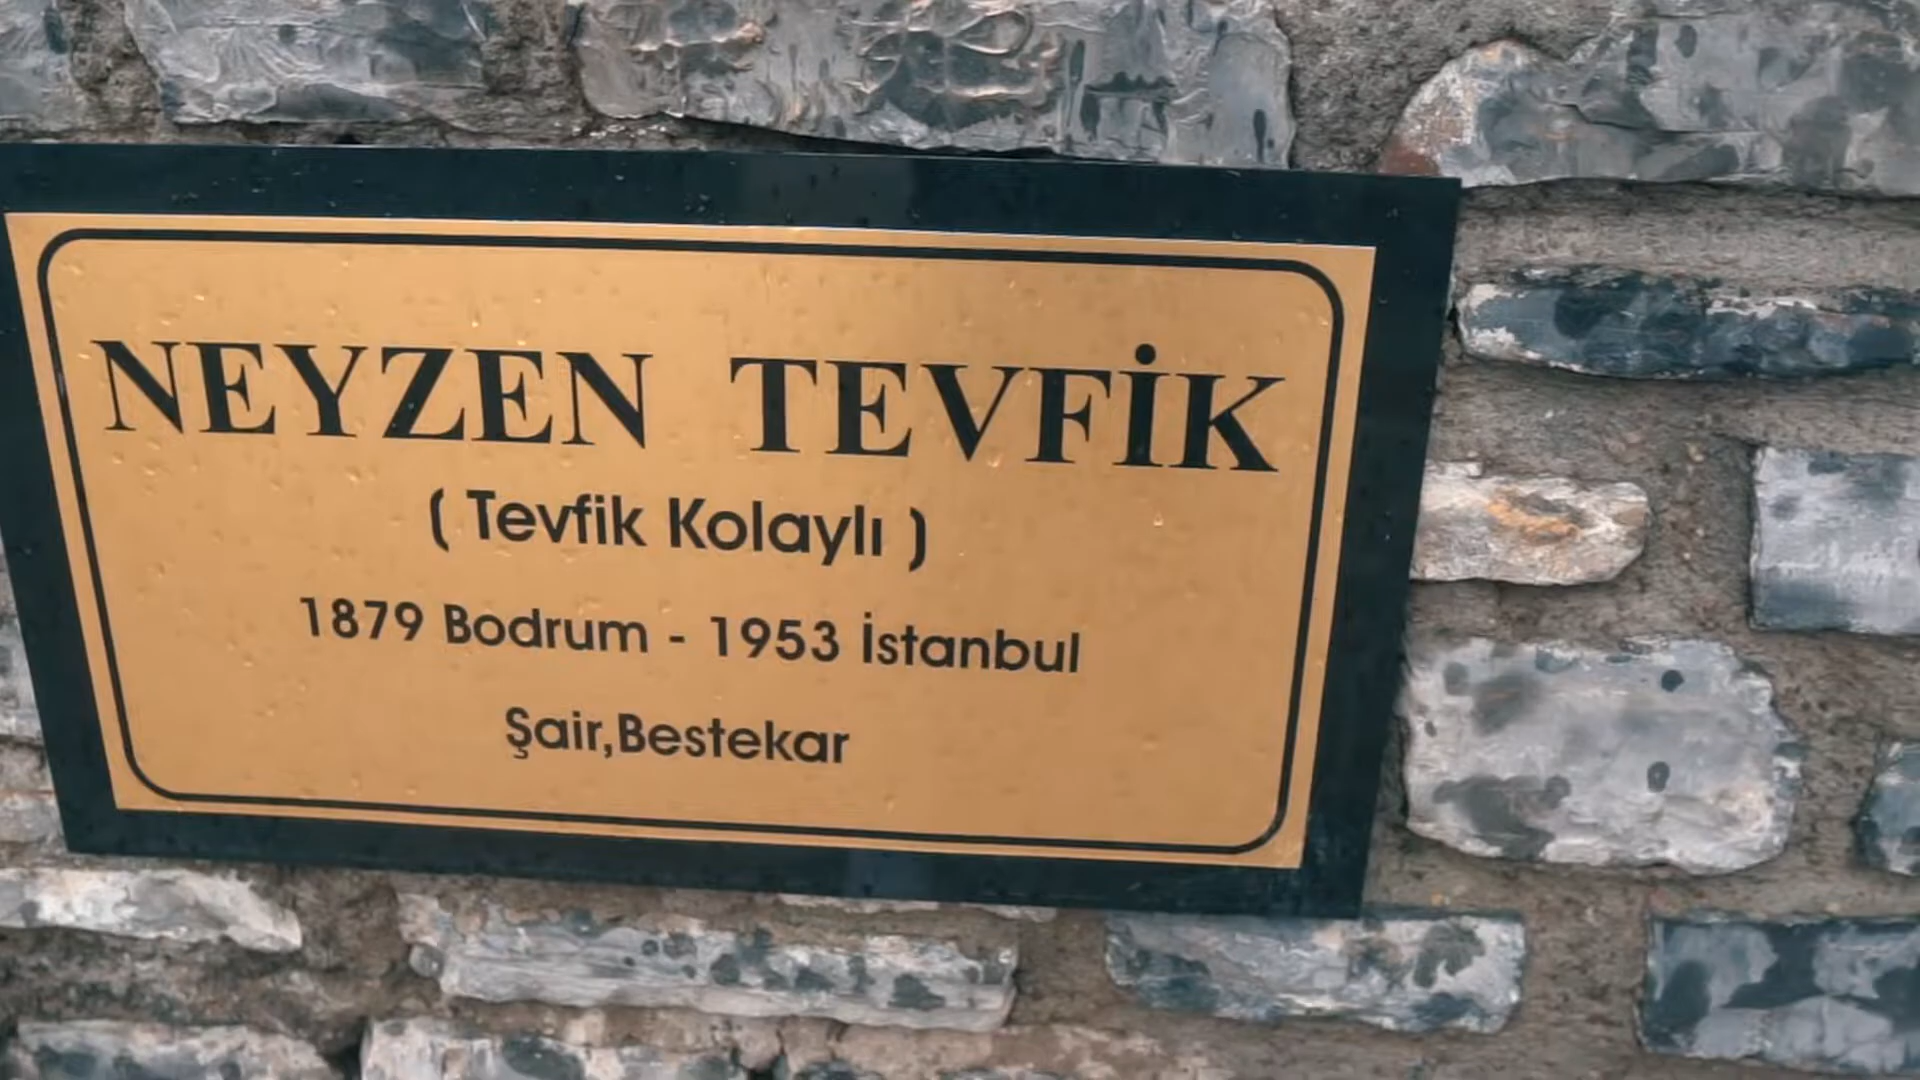 NEYZEN TEVFİK
( Tevfik Kolaylı )
1879 Bodrum - 1953 İstanbul
Şair,Bestekar